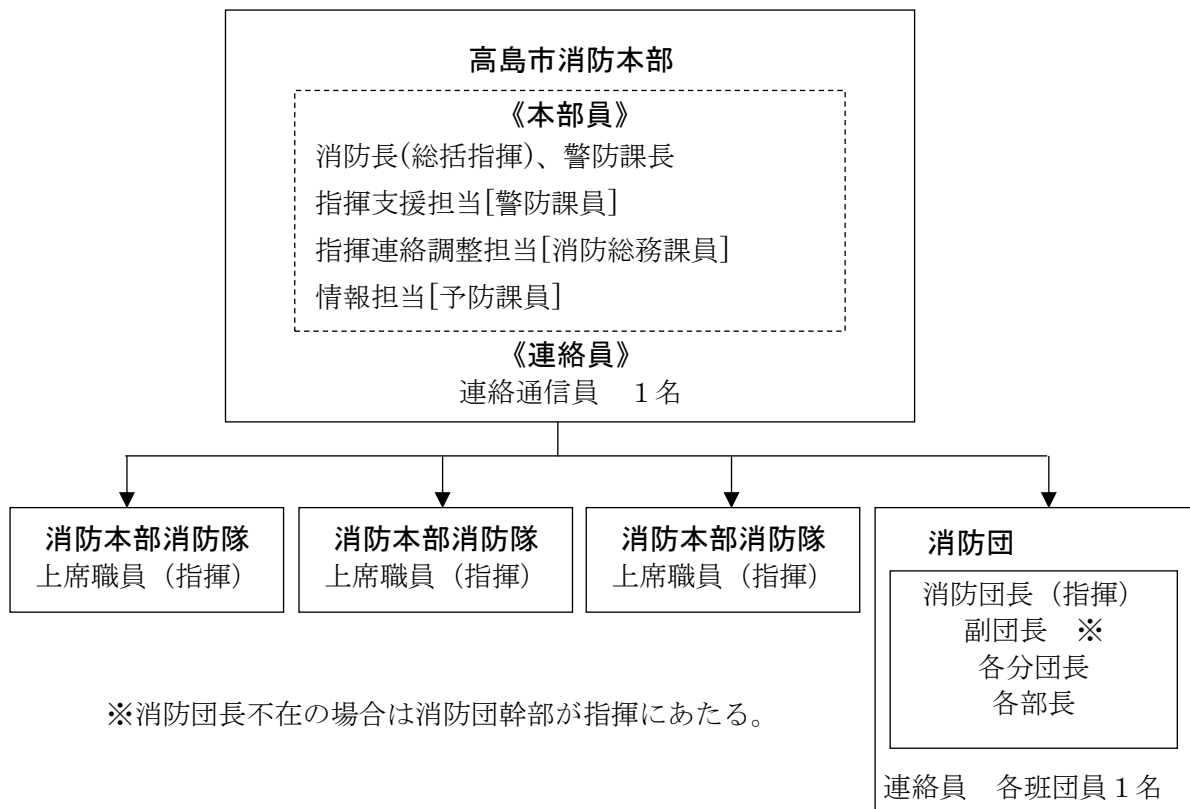 高島市消防本部
《本部員》
消防長(総括指揮)、警防課長
指揮支援担当[警防課員]
指揮連絡調整担当[消防総務課員]
情報担当[予防課員]
《連絡員》
連絡通信員　１名
消防本部消防隊
上席職員（指揮）
消防本部消防隊
上席職員（指揮）
消防本部消防隊
上席職員（指揮）
消防団
消防団長（指揮）
副団長　※
各分団長
各部長
連絡員　各班団員１名
※消防団長不在の場合は消防団幹部が指揮にあたる。